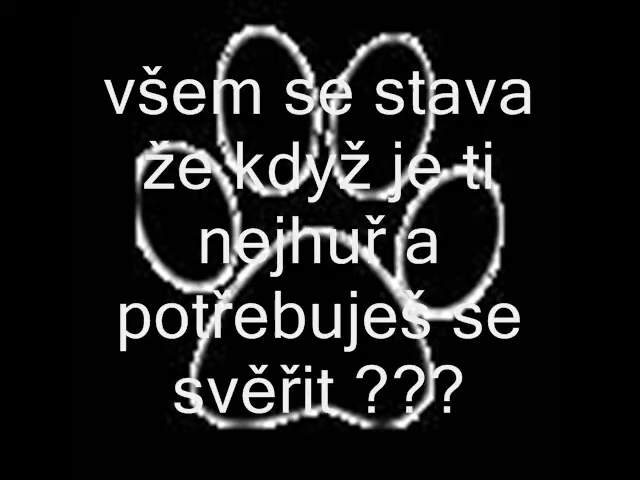 všem se stava
že když je ti
nejhuř a
potřebuješ se
svěřit ???